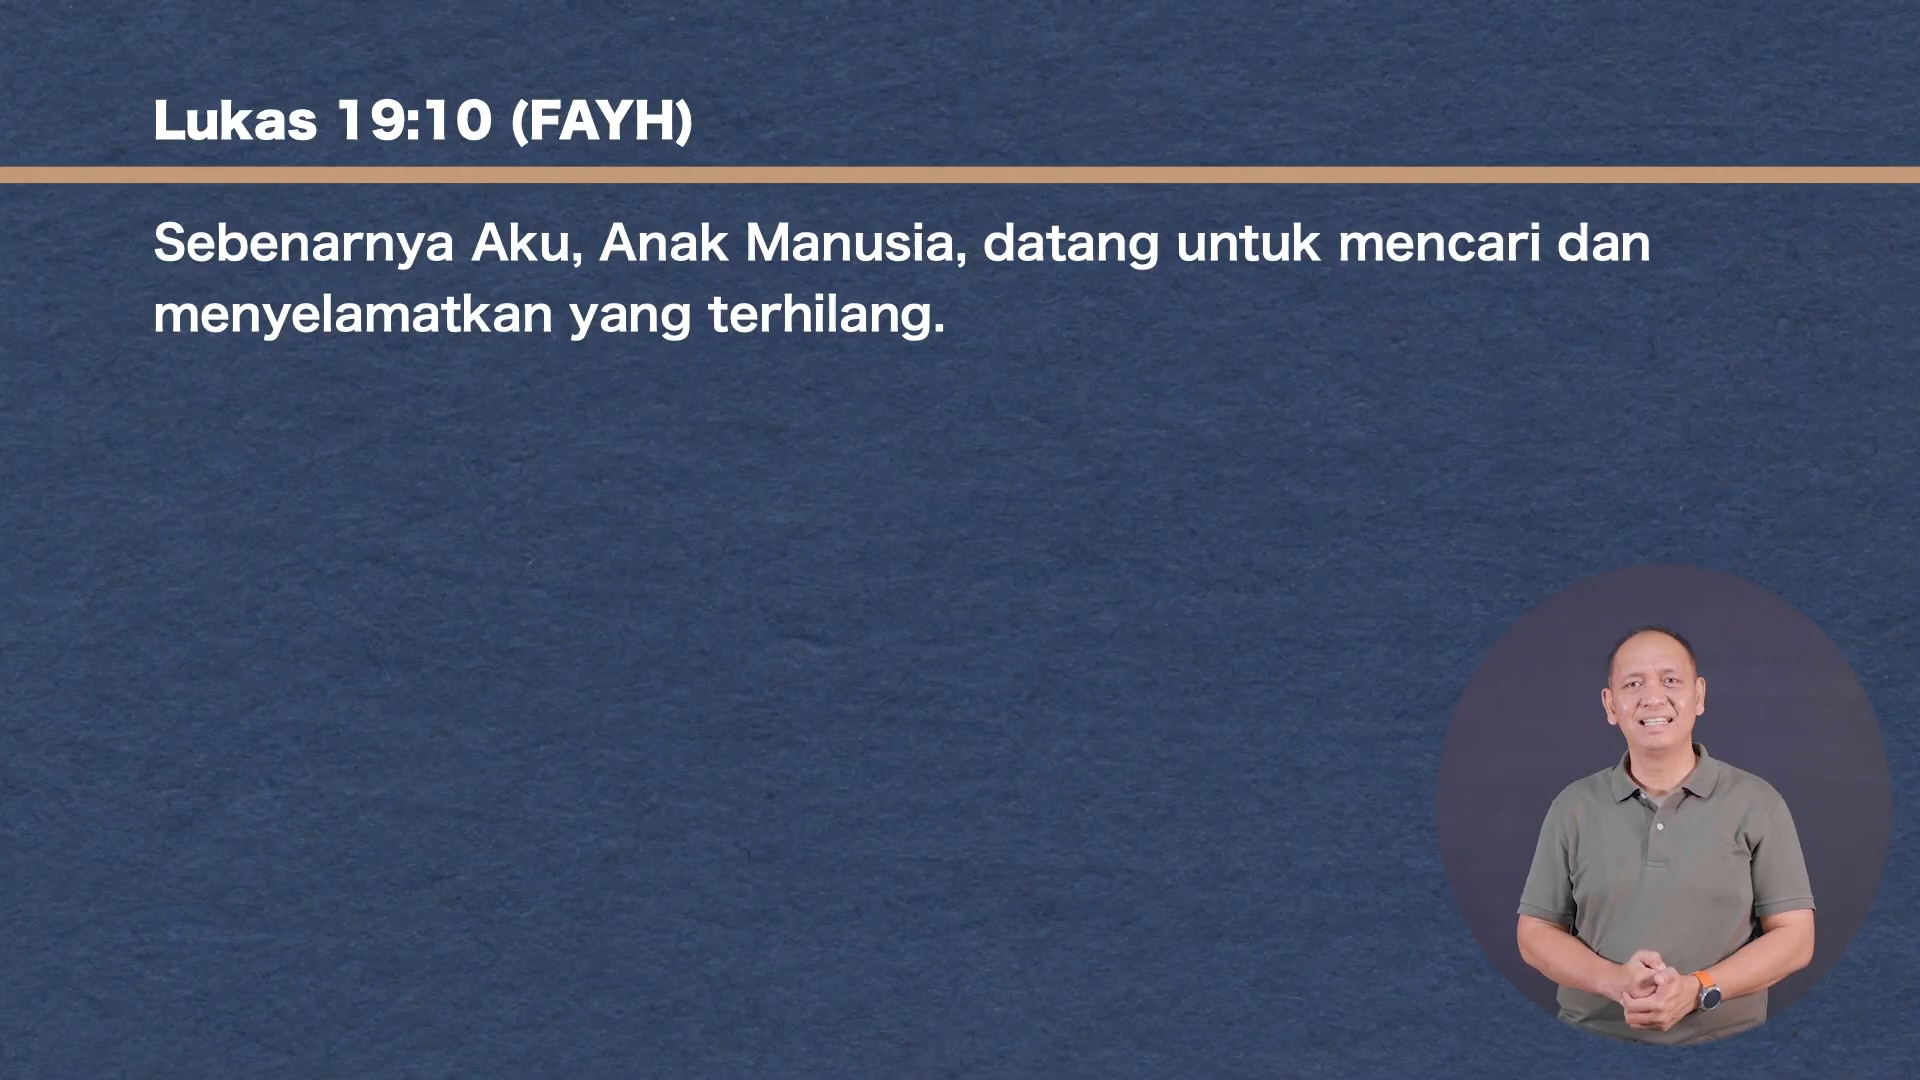 Lukas 19:10 (FAYH)
Sebenarnya Aku, Anak Manusia, datang untuk mencari dan
menyelamatkan yang terhilang.